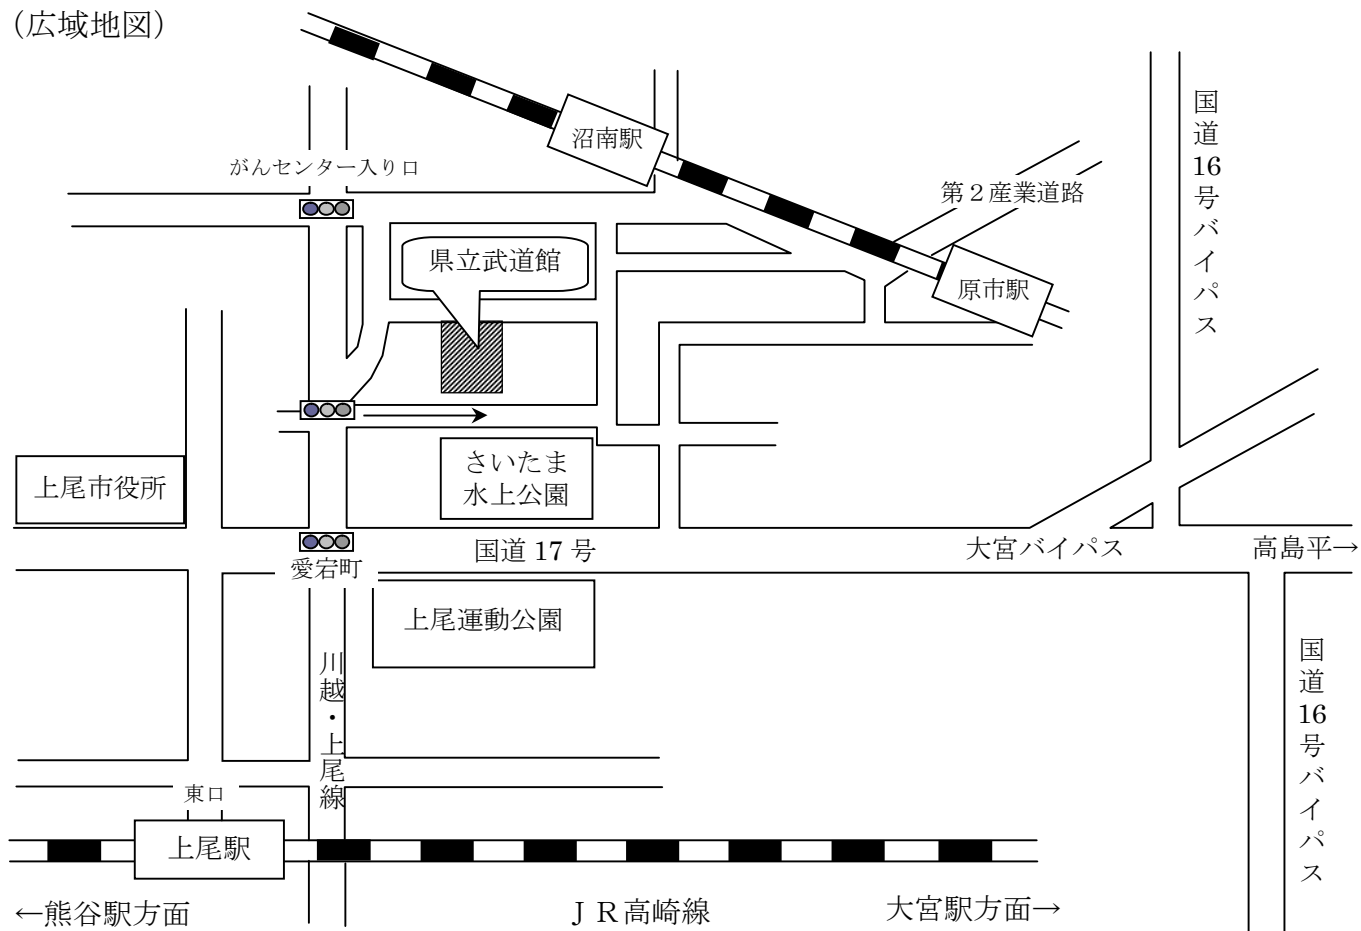 (広域地図)
沼南駅
がんセンター入り口
第２産業道路
国道16号バイパス
県立武道館
原市駅
さいたま
水上公園
上尾市役所
国道 17 号
大宮バイパス
高島平→
愛宕町
上尾運動公園
川越・上尾線
国道16号バイパス
東口
上尾駅
←熊谷駅方面
ＪＲ高崎線
大宮駅方面→